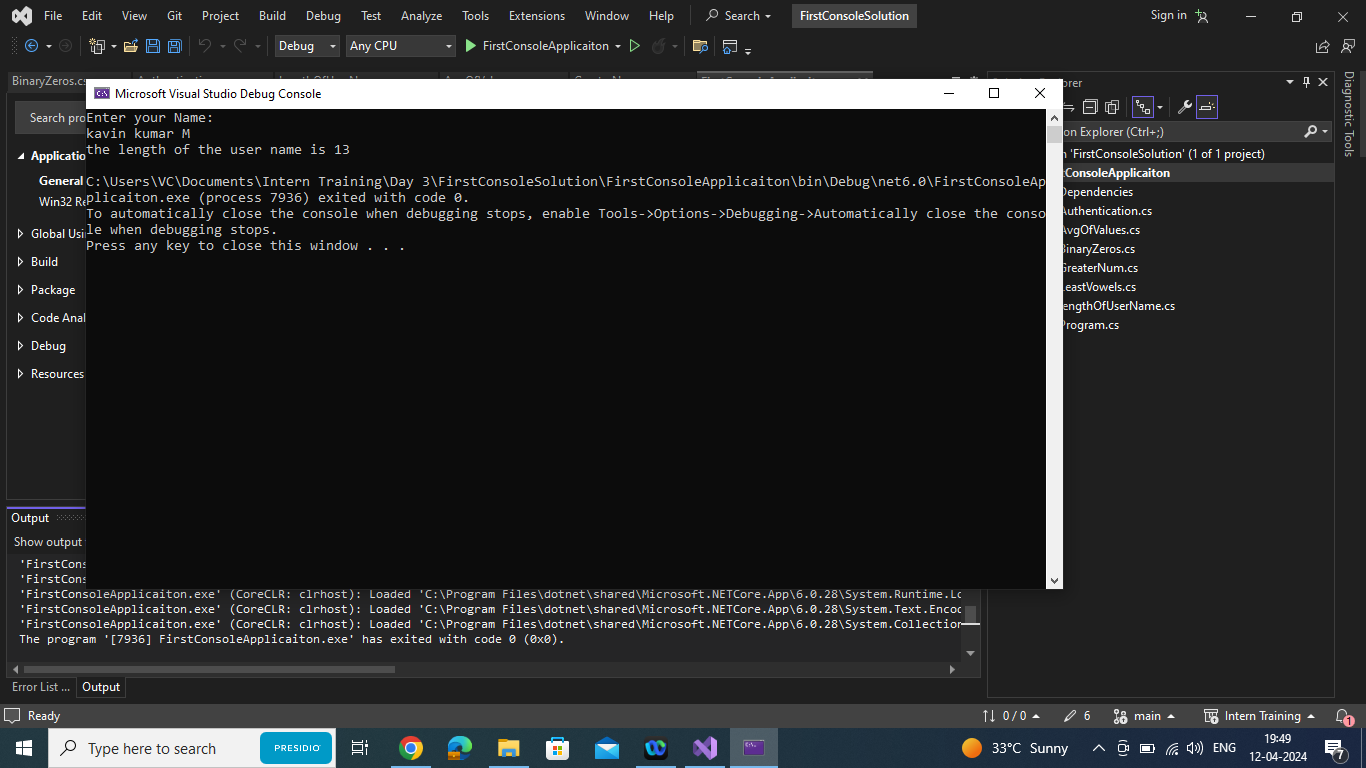 File Edit View Git Project Build Debug Test Analyze Tools Extensions Window Help Search FirstConsoleSolution Sign in
Debug Any CPU FirstConsoleApplicaiton
BinaryZeros.cs
Microsoft Visual Studio Debug Console
Enter your Name:
kavin kumar M
the length of the user name is 13
C:\Users\VC\Documents\Intern Training\Day 3\FirstConsoleSolution\FirstConsoleApplicaiton\bin\Debug\net6.0\FirstConsoleAp
plicaiton.exe (process 7936) exited with code 0.
To automatically close the console when debugging stops, enable Tools->Options->Debugging->Automatically close the conso
le when debugging stops.
Press any key to close this window . . .
Search pro
Applicatio
General
Win32 Re
Global Usi
Build
Package
Code Anal
Debug
Resources
orer
on Explorer (Ctrl+;)
n 'FirstConsoleSolution' (1 of 1 project)
tConsoleApplicaiton
Dependencies
Authentication.cs
AvgOfValues.cs
BinaryZeros.cs
GreaterNum.cs
LeastVowels.cs
engthOfUserName.cs
Program.cs
Diagnostic Tools
Output
Show output
'FirstCons
'FirstCons
'FirstConsoleApplicaiton.exe' (CoreCLR: clrhost): Loaded 'C:\Program Files\dotnet\shared\Microsoft.NETCore.App\6.0.28\System.Runtime.Lo
'FirstConsoleApplicaiton.exe' (CoreCLR: clrhost): Loaded 'C:\Program Files\dotnet\shared\Microsoft.NETCore.App\6.0.28\System.Text.Encod
'FirstConsoleApplicaiton.exe' (CoreCLR: clrhost): Loaded 'C:\Program Files\dotnet\shared\Microsoft.NETCore.App\6.0.28\System.Collection
The program '[7936] FirstConsoleApplicaiton.exe' has exited with code 0 (0x0).
Error List ... Output
Ready 0 / 0 6 main Intern Training 1
Type here to search PRESIDIO 33°C Sunny ENG 19:49
12-04-2024 7